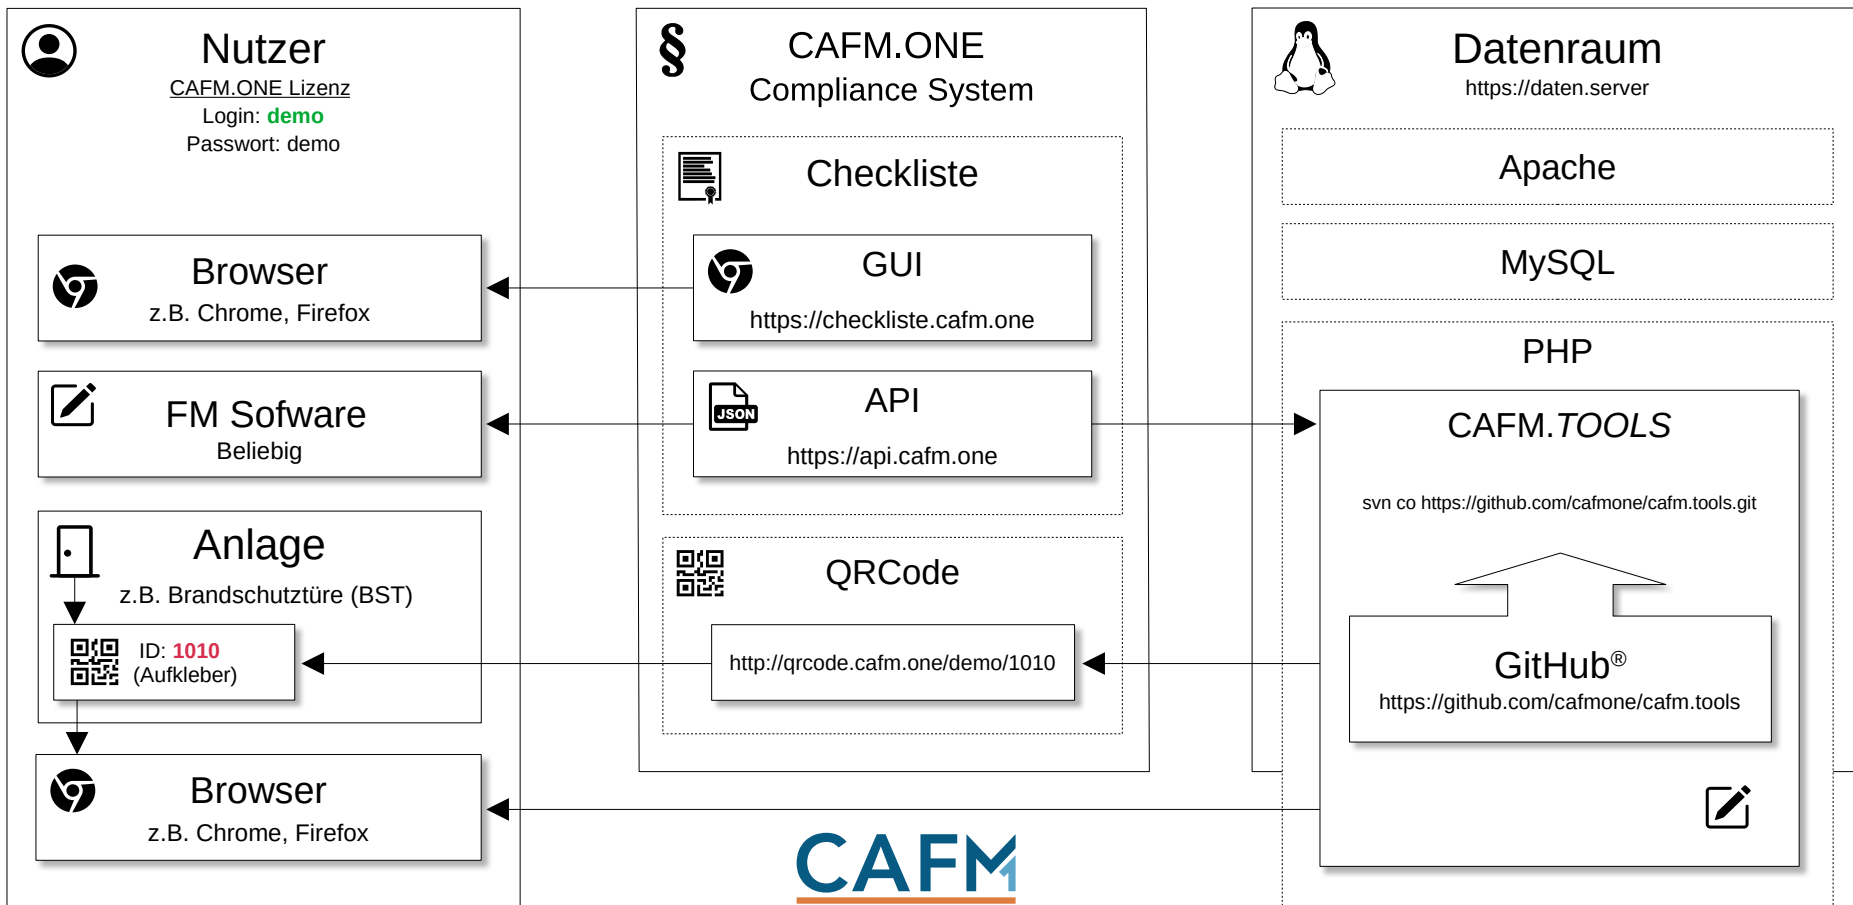 Nutzer
CAFM.ONE Lizenz
Login: demo
Passwort: demo
Browser
z.B. Chrome, Firefox
FM Sofware
Beliebig
Anlage
z.B. Brandschutztüre (BST)
ID: 1010
(Aufkleber)
Browser
z.B. Chrome, Firefox
§
CAFM.ONE
Compliance System
Checkliste
GUI
https://checkliste.cafm.one
JSON
API
https://api.cafm.one
QRCode
http://qrcode.cafm.one/demo/1010
CAFM1
Datenraum
https://daten.server
Apache
MySQL
PHP
CAFM.TOOLS
svn co https://github.com/cafmone/cafm.tools.git
GitHub®
https://github.com/cafmone/cafm.tools